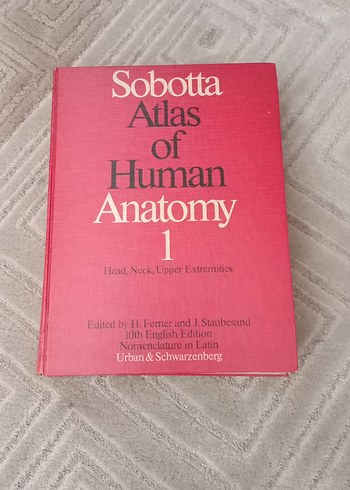 Sobotta
Atlas
of
Human
Anatomy
1
Head, Neck, Upper Extremities
Edited by H. Ferner and J. Staubesand
10th English Edition
Nomenclature in Latin
Urban & Schwarzenberg